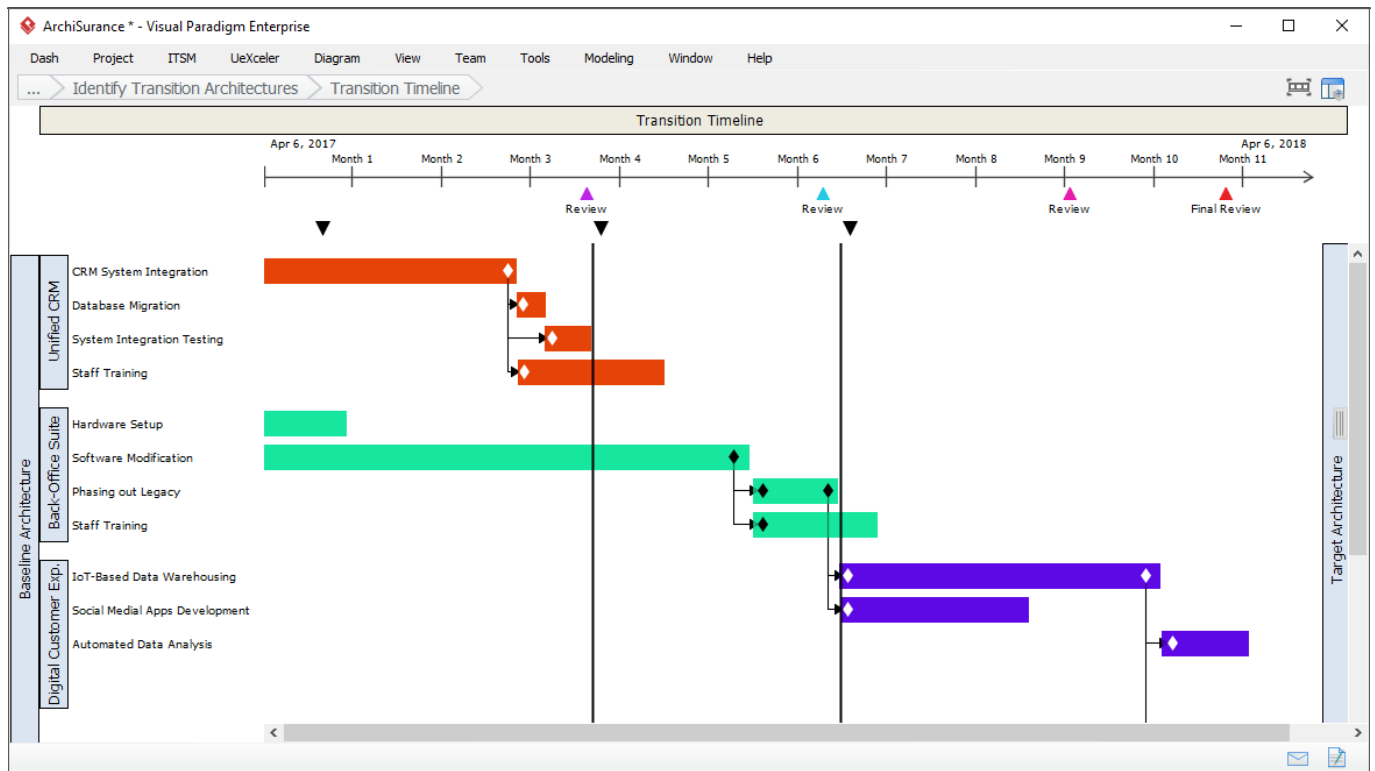 ArchiSurance * - Visual Paradigm Enterprise
Dash Project ITSM UeXceler Diagram View Team Tools Modeling Window Help
... Identify Transition Architectures Transition Timeline
Transition Timeline
Apr 6, 2017 Apr 6, 2018
Month 1 Month 2 Month 3 Month 4 Month 5 Month 6 Month 7 Month 8 Month 9 Month 10 Month 11
Review Review Review Final Review
Baseline Architecture
Unified CRM
CRM System Integration
Database Migration
System Integration Testing
Staff Training
Back-Office Suite
Hardware Setup
Software Modification
Phasing out Legacy
Staff Training
Digital Customer Exp.
IoT-Based Data Warehousing
Social Medial Apps Development
Automated Data Analysis
Target Architecture